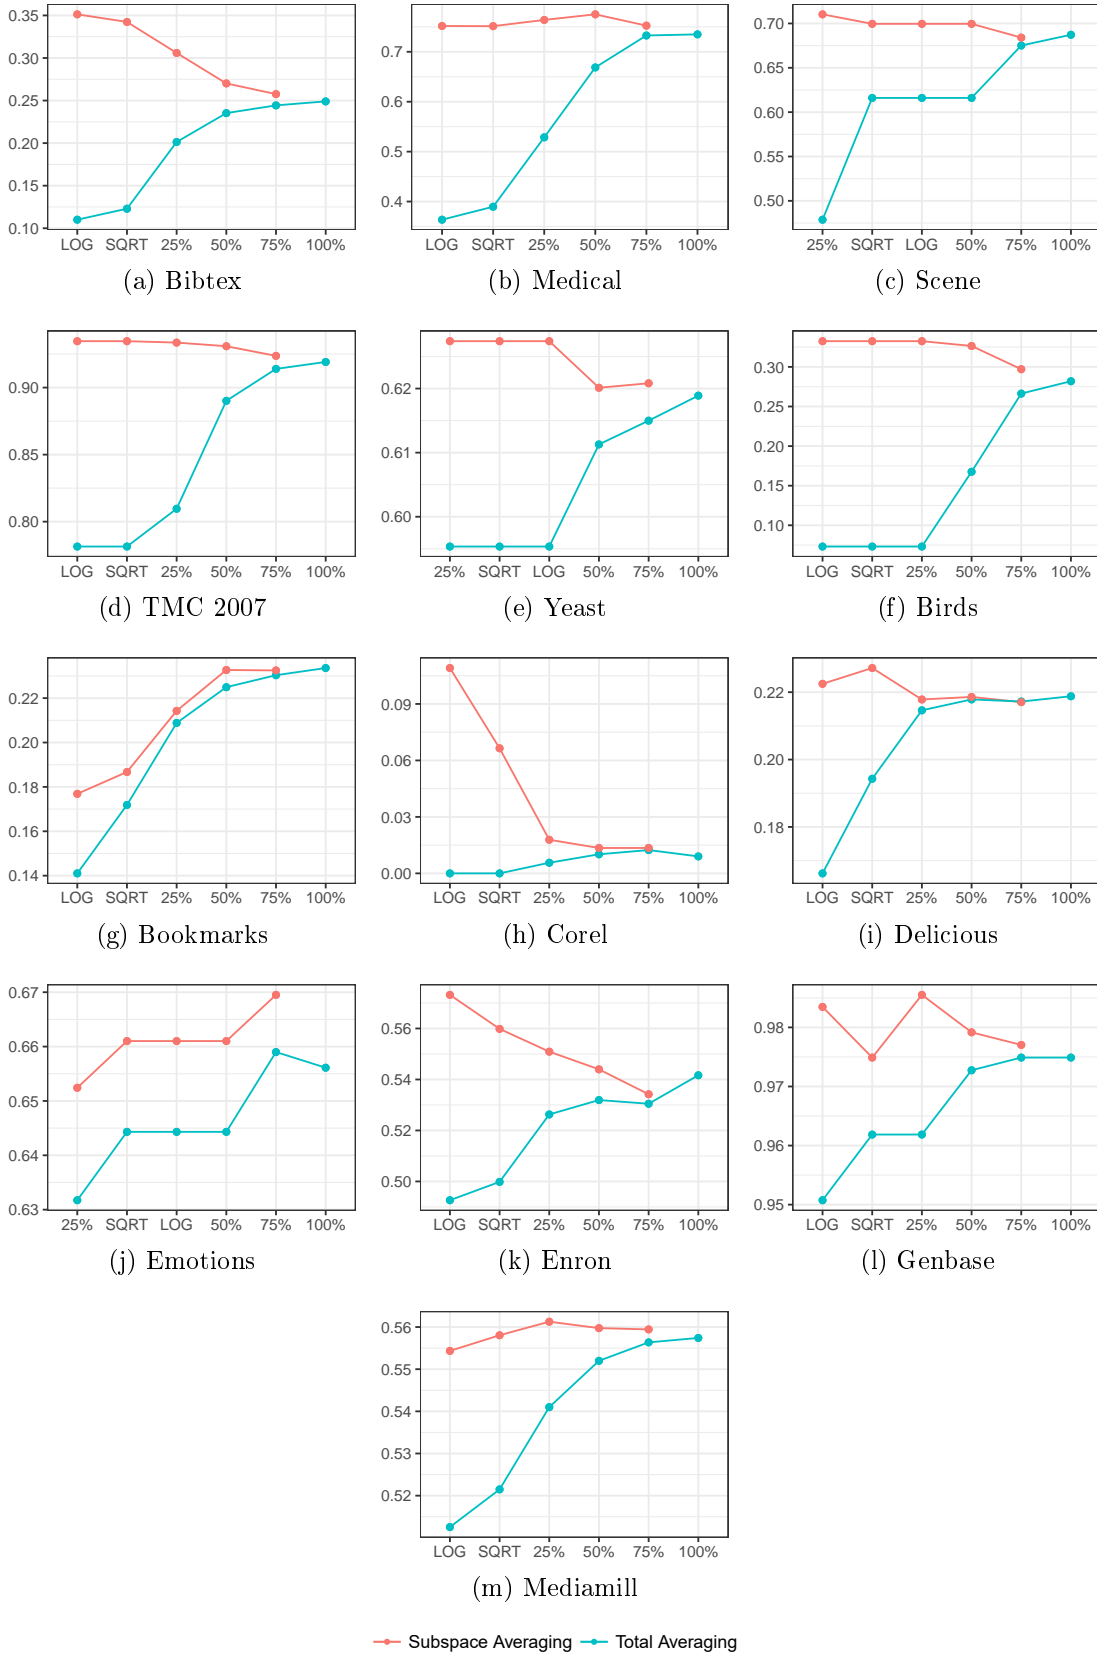 0.35
0.30
0.25
0.20
0.15
0.10
LOG SQRT 25% 50% 75% 100%
(a) Bibtex
0.7
0.6
0.5
0.4
LOG SQRT 25% 50% 75% 100%
(b) Medical
0.70
0.65
0.60
0.55
0.50
25% SQRT LOG 50% 75% 100%
(c) Scene
0.90
0.85
0.80
LOG SQRT 25% 50% 75% 100%
(d) TMC 2007
0.62
0.61
0.60
25% SQRT LOG 50% 75% 100%
(e) Yeast
0.30
0.25
0.20
0.15
0.10
LOG SQRT 25% 50% 75% 100%
(f) Birds
0.22
0.20
0.18
0.16
0.14
LOG SQRT 25% 50% 75% 100%
(g) Bookmarks
0.09
0.06
0.03
0.00
LOG SQRT 25% 50% 75% 100%
(h) Corel
0.22
0.20
0.18
LOG SQRT 25% 50% 75% 100%
(i) Delicious
0.67
0.66
0.65
0.64
0.63
25% SQRT LOG 50% 75% 100%
(j) Emotions
0.56
0.54
0.52
0.50
LOG SQRT 25% 50% 75% 100%
(k) Enron
0.98
0.97
0.96
0.95
LOG SQRT 25% 50% 75% 100%
(l) Genbase
0.56
0.55
0.54
0.53
0.52
LOG SQRT 25% 50% 75% 100%
(m) Mediamill
Subspace Averaging Total Averaging